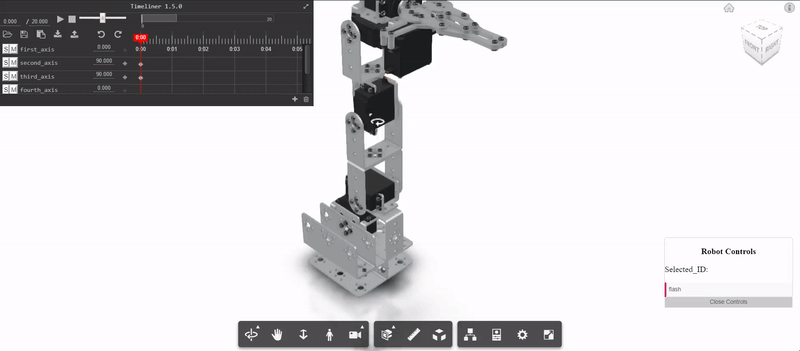 Timeliner 1.5.0
0.000 / 20.000
0
20
0:00
0:00 0:01 0:02 0:03 0:04 0:05
S M first_axis 0.000
S M second_axis 90.000
S M third_axis 90.000
S M fourth_axis 0.000
TOP
FRONT
RIGHT
Robot Controls
Selected_ID:
flash
Close Controls